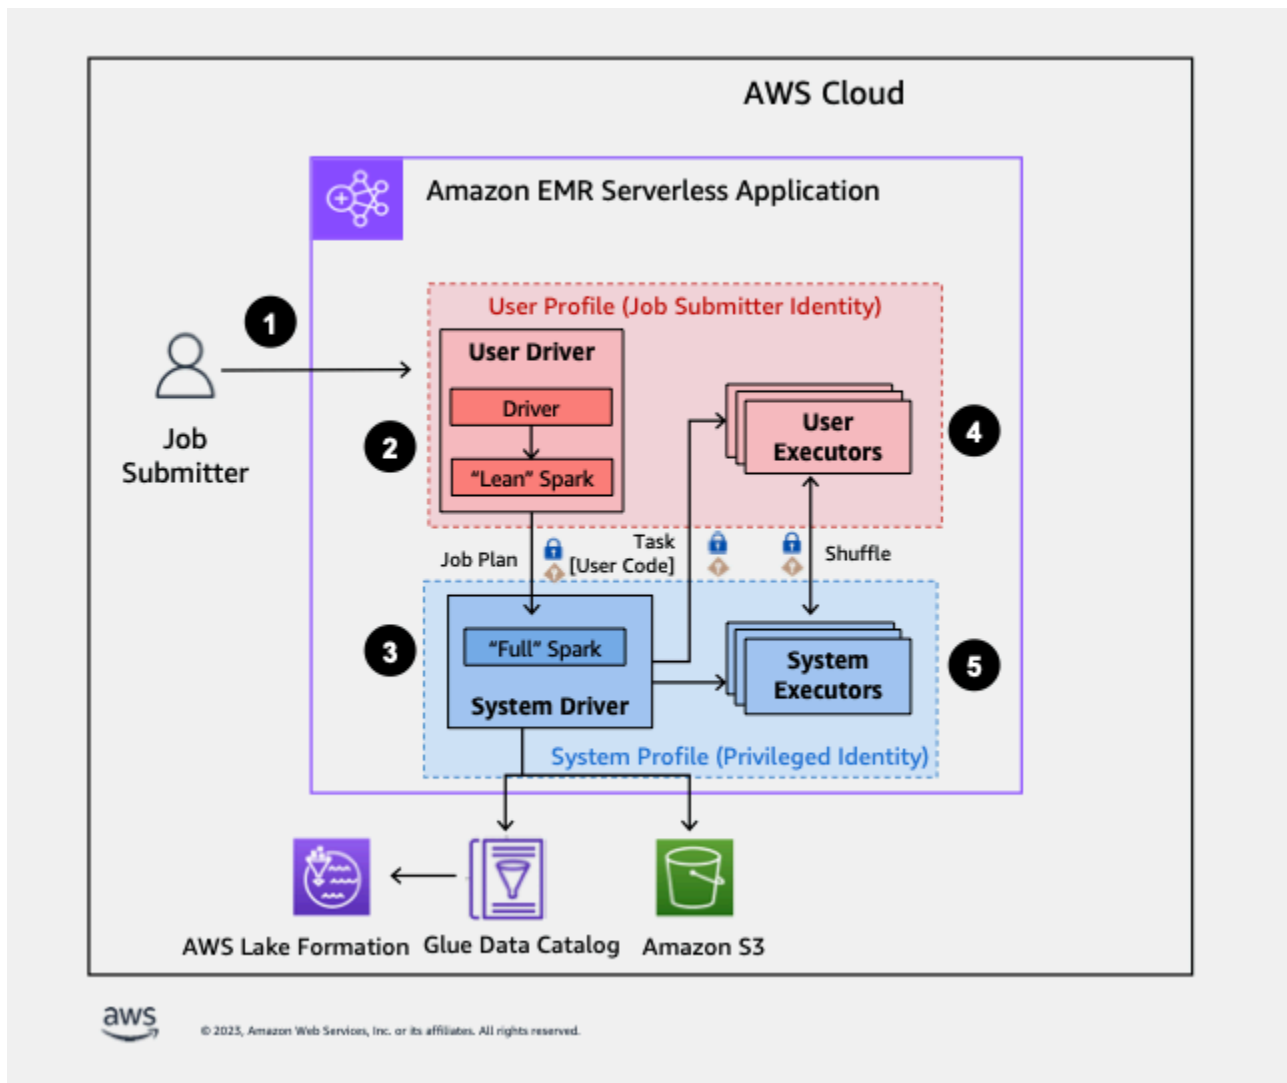 AWS Cloud
Amazon EMR Serverless Application
User Profile (Job Submitter Identity)
1
Job
Submitter
User Driver
Driver
"Lean" Spark
2
User
Executors
4
Job Plan
Task
[User Code]
Shuffle
3
"Full" Spark
System Driver
System
Executors
5
System Profile (Privileged Identity)
AWS Lake Formation
Glue Data Catalog
Amazon S3
aws
© 2023, Amazon Web Services, Inc. or its affiliates. All rights reserved.